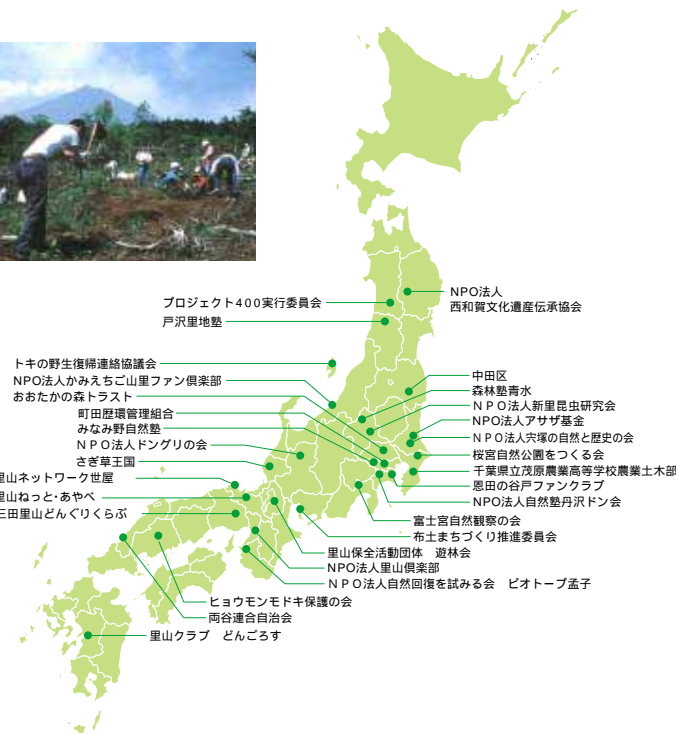 プロジェクト400実行委員会
戸沢里地塾
NPO法人
西和賀文化遺産伝承協会
トキの野生復帰連絡協議会
NPO法人かみえちご山里ファン倶楽部
おおたかの森トラスト
町田歴環管理組合
みなみ野自然塾
NPO法人ドングリの会
さぎ草王国
里山ネットワーク世屋
里山ねっと・あやべ
三田里山どんぐりくらぶ
中田区
森林塾青水
NPO法人新里昆虫研究会
NPO法人アサザ基金
NPO法人宍塚の自然と歴史の会
桜宮自然公園をつくる会
千葉県立茂原農業高等学校農業土木部
恩田の谷戸ファンクラブ
NPO法人自然塾丹沢ドン会
富士宮自然観察の会
布土まちづくり推進委員会
里山保全活動団体 遊林会
NPO法人里山倶楽部
NPO法人自然回復を試みる会 ビオトープ孟子
ヒョウモンモドキ保護の会
両谷連合自治会
里山クラブ どんごろす